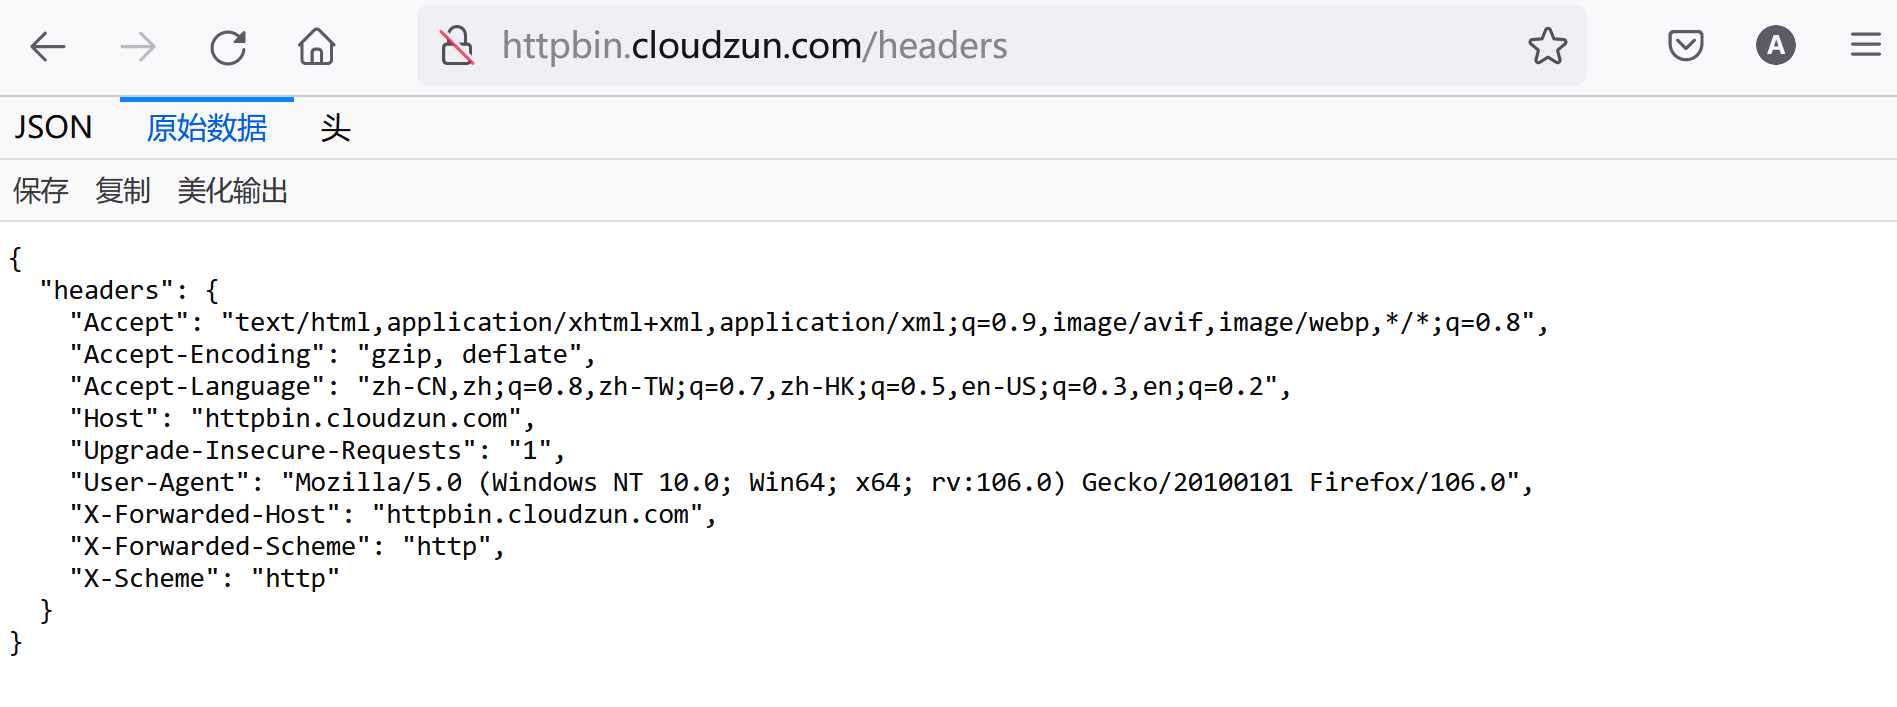 httpbin.cloudzun.com/headers
A
JSON 原始数据 头
保存 复制 美化输出
{
  "headers": {
    "Accept": "text/html,application/xhtml+xml,application/xml;q=0.9,image/avif,image/webp,*/*;q=0.8",
    "Accept-Encoding": "gzip, deflate",
    "Accept-Language": "zh-CN,zh;q=0.8,zh-TW;q=0.7,zh-HK;q=0.5,en-US;q=0.3,en;q=0.2",
    "Host": "httpbin.cloudzun.com",
    "Upgrade-Insecure-Requests": "1",
    "User-Agent": "Mozilla/5.0 (Windows NT 10.0; Win64; x64; rv:106.0) Gecko/20100101 Firefox/106.0",
    "X-Forwarded-Host": "httpbin.cloudzun.com",
    "X-Forwarded-Scheme": "http",
    "X-Scheme": "http"
  }
}